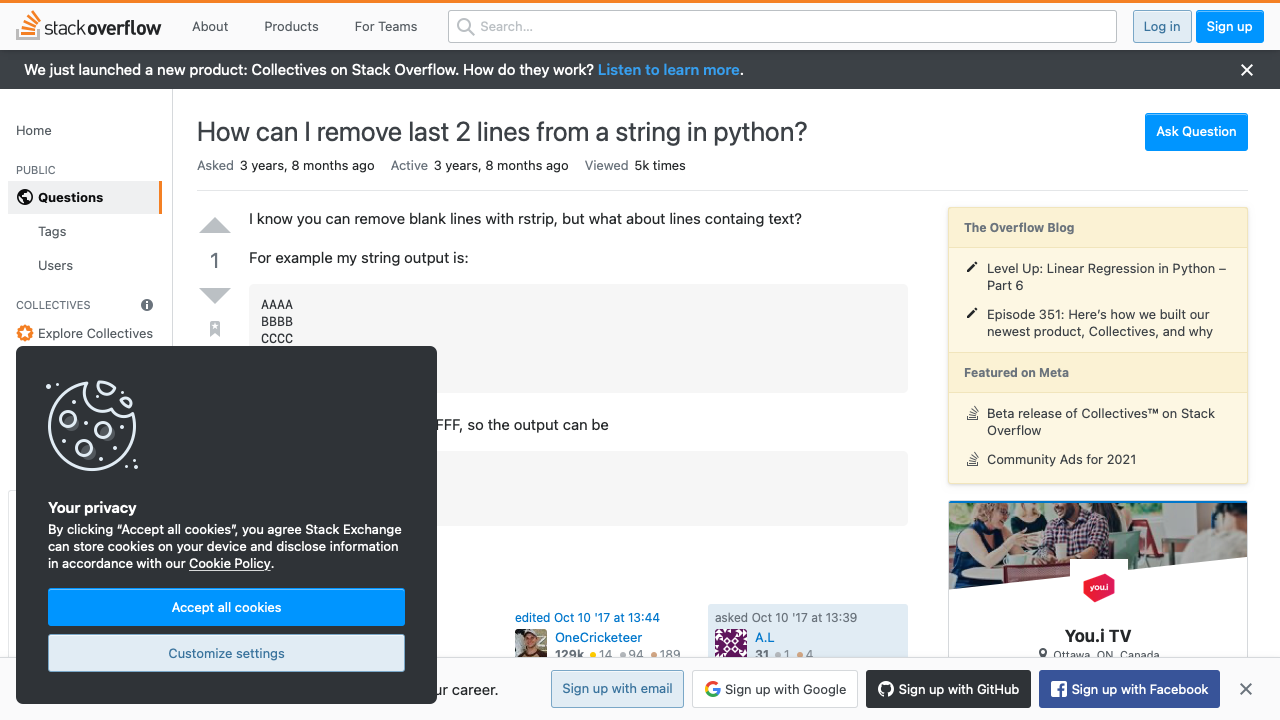 stackoverflow
About
Products
For Teams
Search…
Log in
Sign up
We just launched a new product: Collectives on Stack Overflow. How do they work? Listen to learn more.
Home
PUBLIC
Questions
Tags
Users
COLLECTIVES
Explore Collectives
How can I remove last 2 lines from a string in python?
Ask Question
Asked 3 years, 8 months ago Active 3 years, 8 months ago Viewed 5k times
1
I know you can remove blank lines with rstrip, but what about lines containg text?
For example my string output is:
AAAA
BBBB
CCCC
FFF, so the output can be
edited Oct 10 '17 at 13:44
OneCricketeer
129k 14 94 189
asked Oct 10 '17 at 13:39
A.L
31 1 4
The Overflow Blog
Level Up: Linear Regression in Python –
Part 6
Episode 351: Here’s how we built our
newest product, Collectives, and why
Featured on Meta
Beta release of Collectives™ on Stack
Overflow
Community Ads for 2021
you.i
You.i TV
Ottawa, ON, Canada
Your privacy
By clicking “Accept all cookies”, you agree Stack Exchange
can store cookies on your device and disclose information
in accordance with our Cookie Policy.
Accept all cookies
Customize settings
ur career.
Sign up with email
Sign up with Google
Sign up with GitHub
Sign up with Facebook